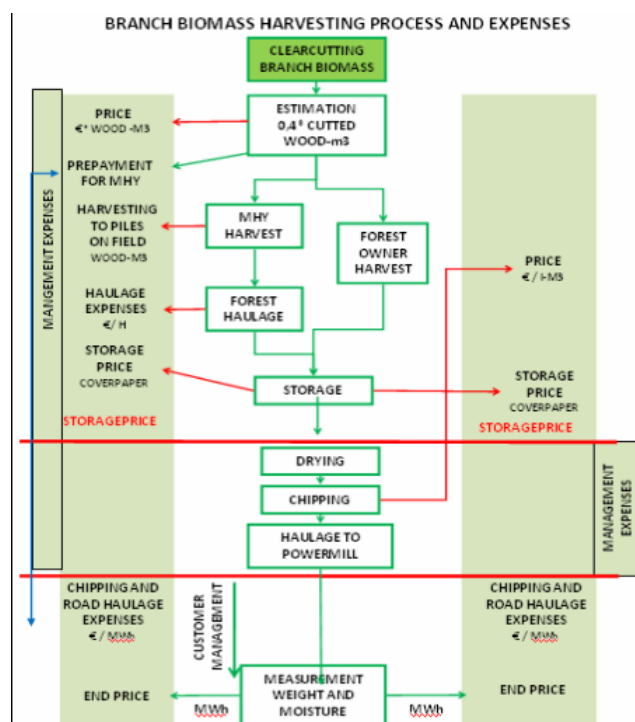 BRANCH BIOMASS HARVESTING PROCESS AND EXPENSES
CLEARCUTTING
BRANCH BIOMASS
ESTIMATION
0,4* CUTTED
WOOD-m3
PRICE
€* WOOD -M3
PREPAYMENT
FOR MHY
HARVESTING
TO PILES
ON FIELD
WOOD-M3
MHY
HARVEST
FOREST
OWNER
HARVEST
PRICE
€ / I-M3
HAULAGE
EXPENSES
€/ H
FOREST
HAULAGE
STORAGE
PRICE
COVERPAPER
STORAGE
STORAGE
PRICE
COVERPAPER
STORAGEPRICE
STORAGEPRICE
MANGEMENT EXPENSES
DRYING
CHIPPING
HAULAGE TO
POWERMILL
MANAGEMENT
EXPENSES
CHIPPING AND
ROAD HAULAGE
EXPENSES
€ / MWh
CUSTOMER
MANAGEMENT
CHIPPING AND
ROAD HAULAGE
EXPENSES
€ / MWh
END PRICE
MWh
MEASUREMENT
WEIGHT AND
MOISTURE
MWh
END PRICE